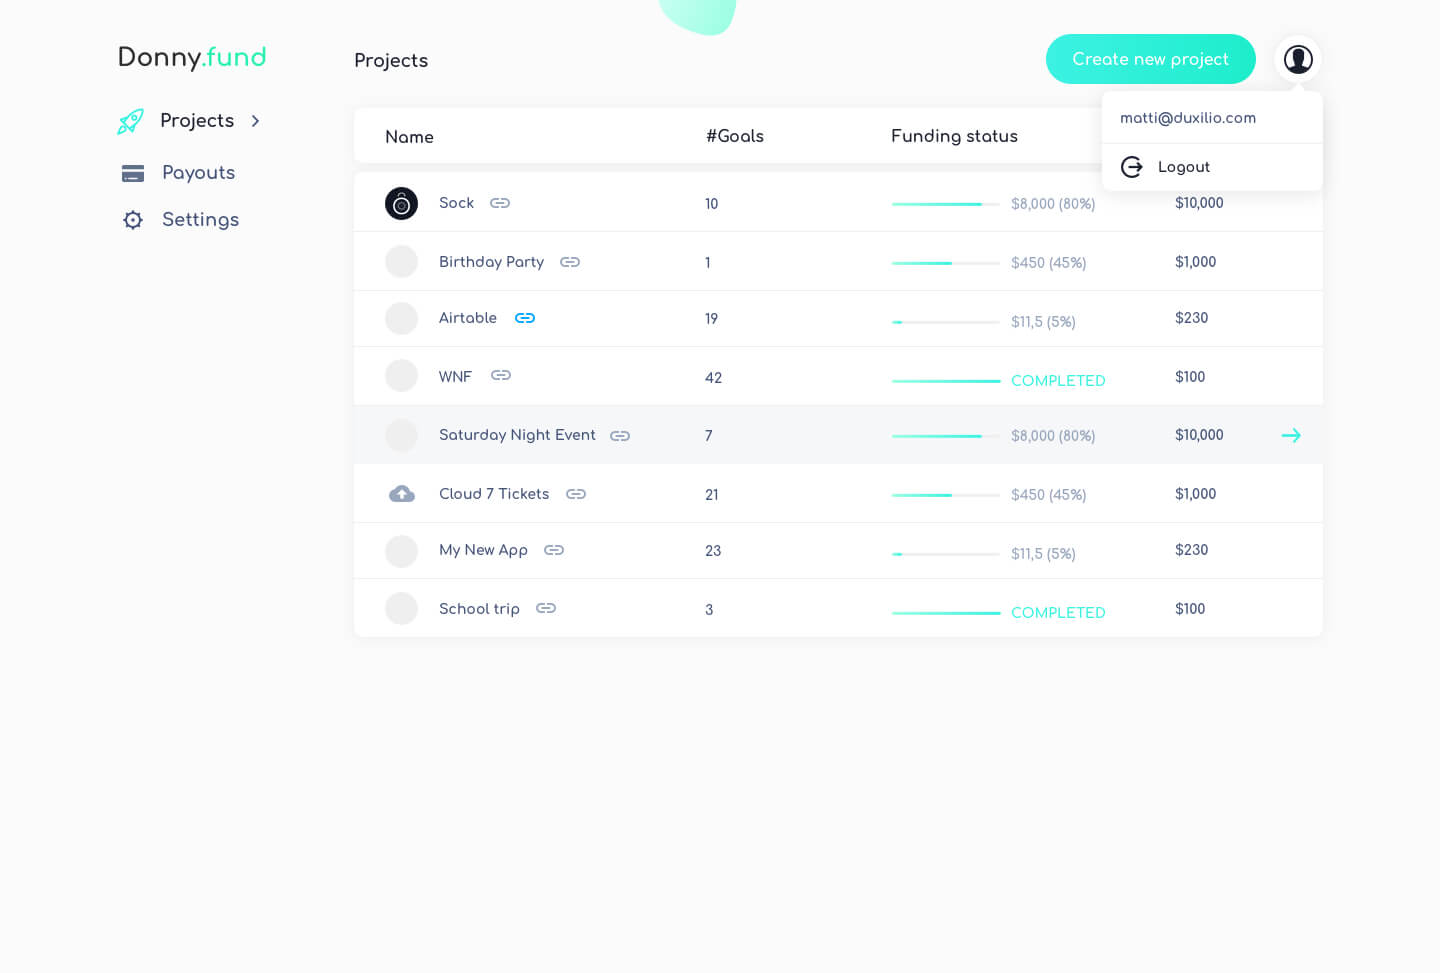 Donny.fund
Projects
Create new project
Projects
Payouts
Settings
matti@duxilio.com
Logout
Name #Goals Funding status
Sock 10 $8,000 (80%) $10,000
Birthday Party 1 $450 (45%) $1,000
Airtable 19 $11,5 (5%) $230
WNF 42 COMPLETED $100
Saturday Night Event 7 $8,000 (80%) $10,000
Cloud 7 Tickets 21 $450 (45%) $1,000
My New App 23 $11,5 (5%) $230
School trip 3 COMPLETED $100